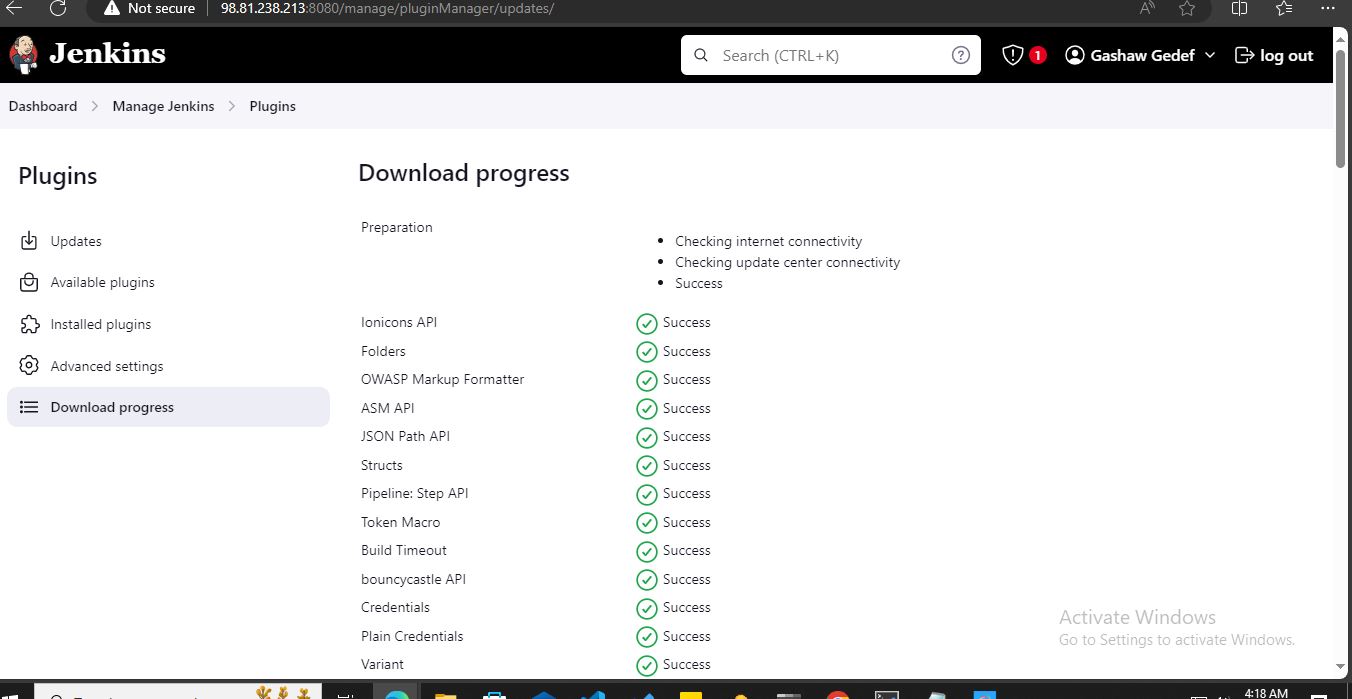 Not secure 98.81.238.213:8080/manage/pluginManager/updates/
Jenkins
Search (CTRL+K)
1
Gashaw Gedef
log out
Dashboard > Manage Jenkins > Plugins
Plugins
Updates
Available plugins
Installed plugins
Advanced settings
Download progress
Download progress
Preparation
• Checking internet connectivity
• Checking update center connectivity
• Success
Ionicons API Success
Folders Success
OWASP Markup Formatter Success
ASM API Success
JSON Path API Success
Structs Success
Pipeline: Step API Success
Token Macro Success
Build Timeout Success
bouncycastle API Success
Credentials Success
Plain Credentials Success
Variant Success
Activate Windows
Go to Settings to activate Windows.
4:18 AM